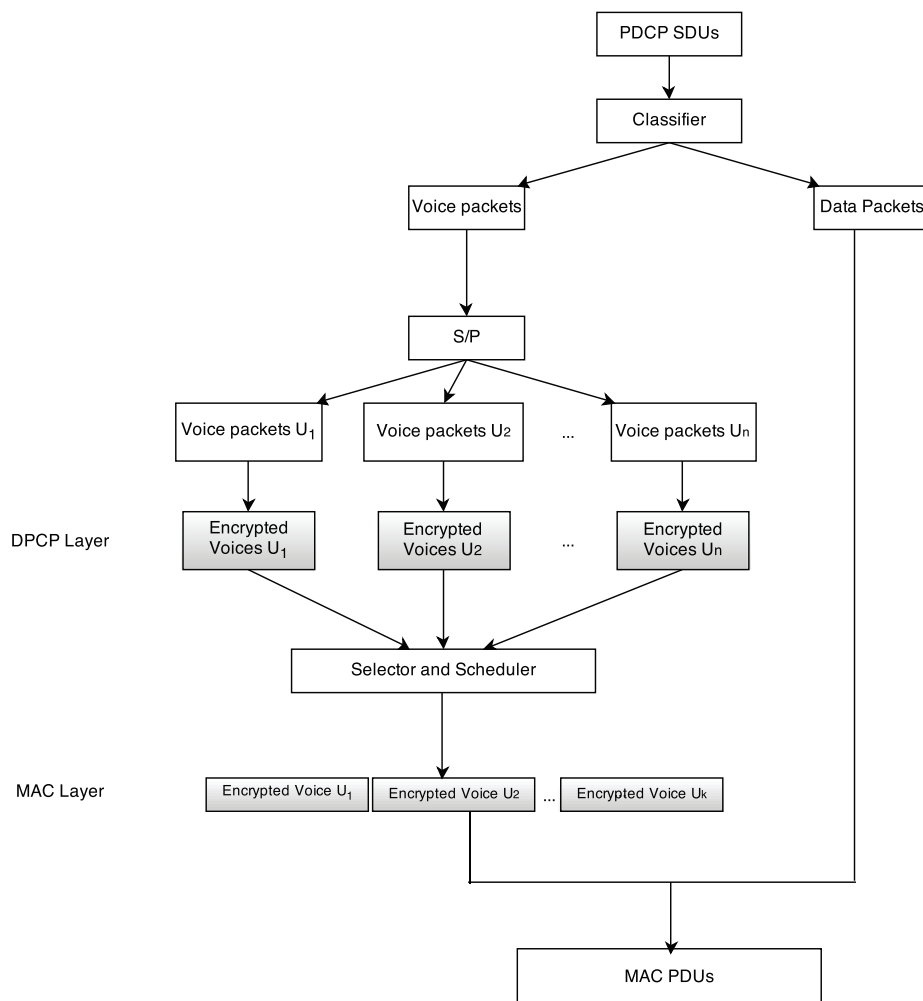 PDCP SDUs
Classifier
Voice packets
Data Packets
S/P
Voice packets U1
Voice packets U2
...
Voice packets Un
DPCP Layer
Encrypted
Voices U1
Encrypted
Voices U2
...
Encrypted
Voices Un
Selector and Scheduler
MAC Layer
Encrypted Voice U1
Encrypted Voice U2
...
Encrypted Voice Uk
MAC PDUs